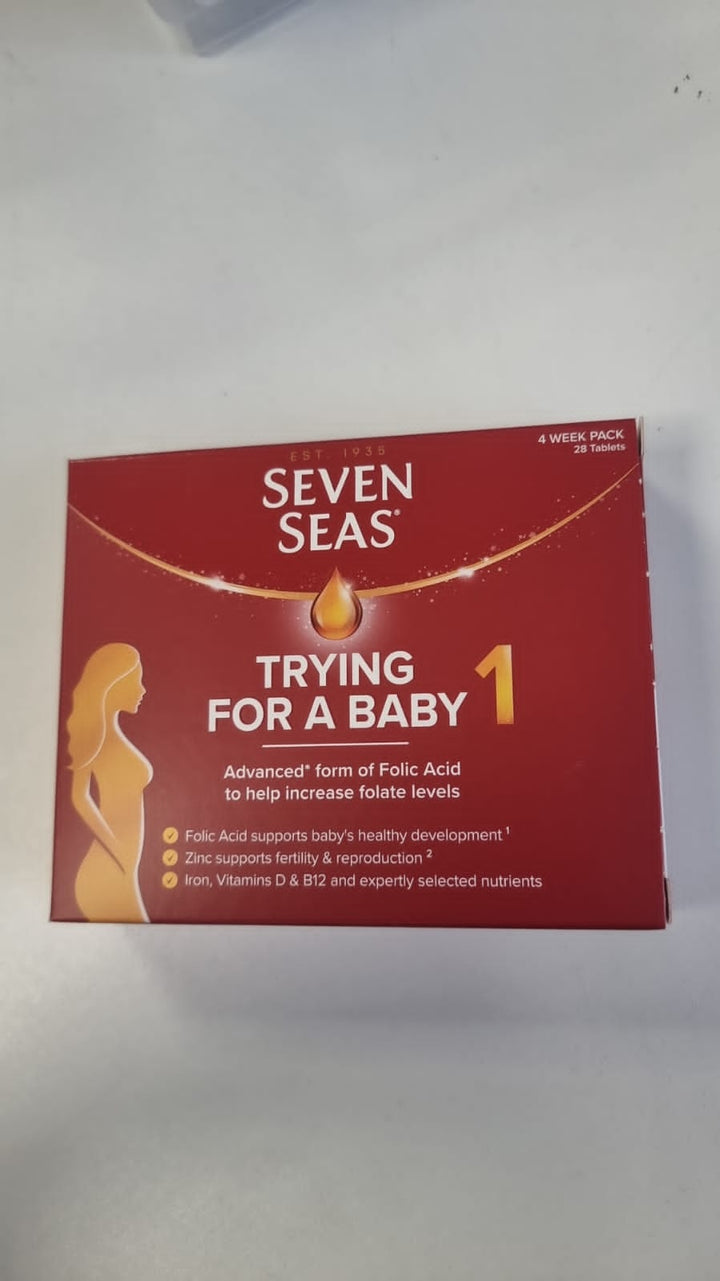 4 WEEK PACK
28 Tablets
EST. 1935
SEVEN
SEAS®
TRYING
FOR A BABY 1
Advanced* form of Folic Acid
to help increase folate levels
Folic Acid supports baby's healthy development ¹
Zinc supports fertility & reproduction ²
Iron, Vitamins D & B12 and expertly selected nutrients